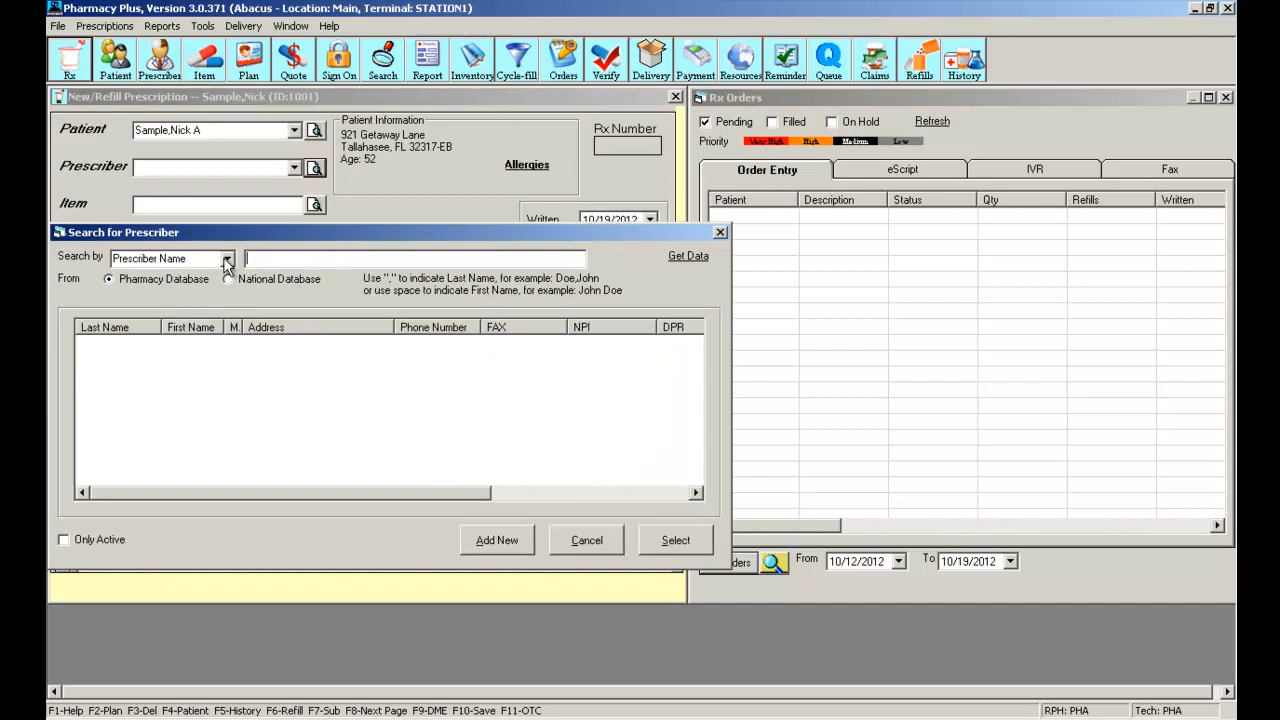 Pharmacy Plus, Version 3.0.371 (Abacus - Location: Main, Terminal: STATION1)
File Prescriptions Reports Tools Delivery Window Help
Rx Patient Prescriber Item Plan Quote Sign On Search Report Inventory Cycle-fill Orders Verify Delivery Payment Resources Reminder Queue Claims Refills History
New/Refill Prescription -- Sample,Nick (ID:1001)
Patient Sample,Nick A
Patient Information
921 Getaway Lane
Tallahasee, FL 32317-EB
Age: 52
Allergies
Rx Number
Prescriber
Item
Written 10/19/2012
Rx Orders
Pending Filled On Hold Refresh
Priority Very High High Medium Low
Order Entry eScript IVR Fax
Patient Description Status Qty Refills Written
Search for Prescriber
Search by Prescriber Name Get Data
From Pharmacy Database National Database
Use "," to indicate Last Name, for example: Doe,John
or use space to indicate First Name, for example: John Doe
Last Name First Name M. Address Phone Number FAX NPI DPR
Only Active Add New Cancel Select
ders From 10/12/2012 To 10/19/2012
F1-Help F2-Plan F3-Del F4-Patient F5-History F6-Refill F7-Sub F8-Next Page F9-DME F10-Save F11-OTC RPH: PHA Tech: PHA